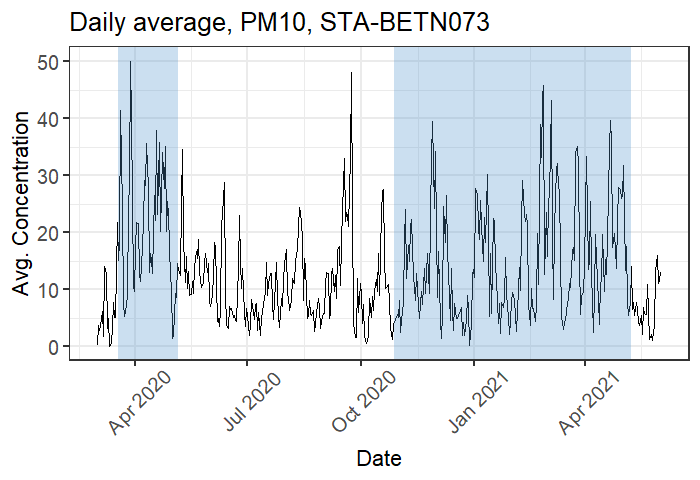 Daily average, PM10, STA-BETN073
Avg. Concentration
50
40
30
20
10
0
Apr 2020
Jul 2020
Oct 2020
Jan 2021
Apr 2021
Date